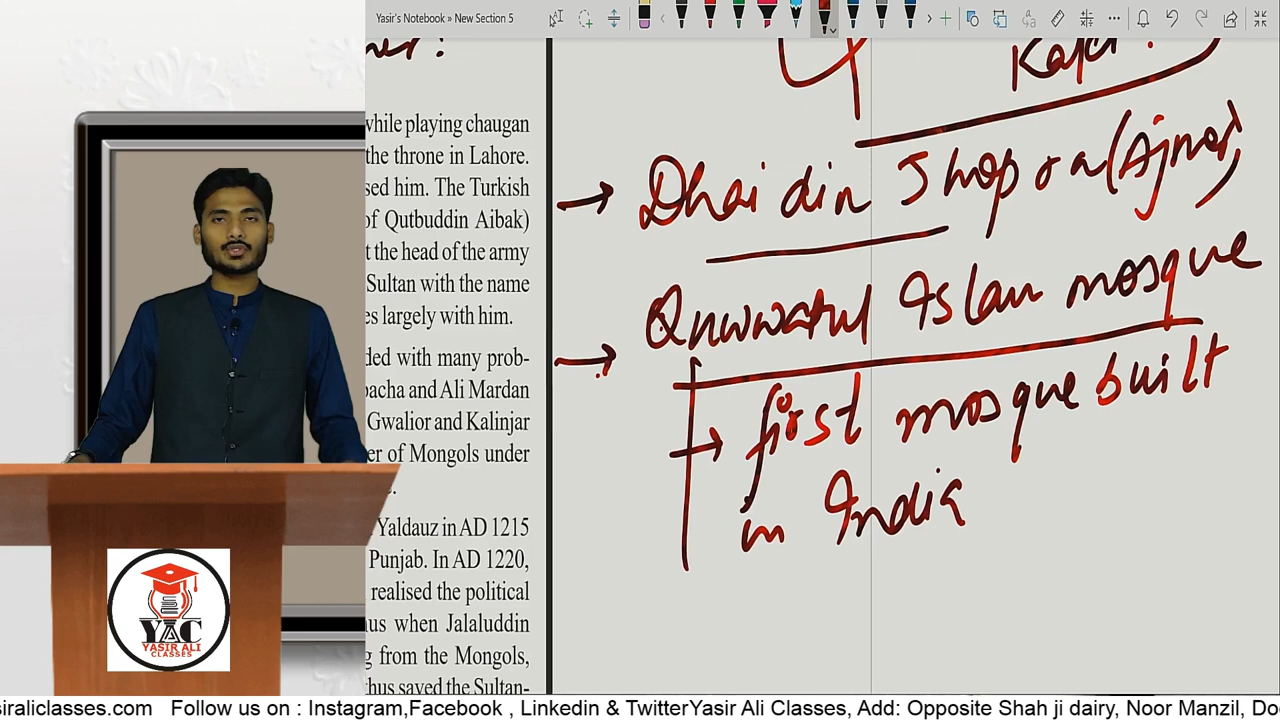 Yasir's Notebook » New Section 5
while playing chaugan
the throne in Lahore.
sed him. The Turkish
of Qutbuddin Aibak)
t the head of the army
Sultan with the name
es largely with him.
ded with many prob-
bacha and Ali Mardan
Gwalior and Kalinjar
er of Mongols under
Yaldauz in AD 1215
Punjab. In AD 1220,
realised the political
us when Jalaluddin
g from the Mongols,
thus saved the Sultan-
→ Dhai din Jhopra (Ajmer)
→ Quwwatul Islam mosque
→ first mosque built
in India
YAC
YASIR ALI
CLASSES
siraliclasses.com Follow us on : Instagram,Facebook , Linkedin & TwitterYasir Ali Classes, Add: Opposite Shah ji dairy, Noor Manzil, Do